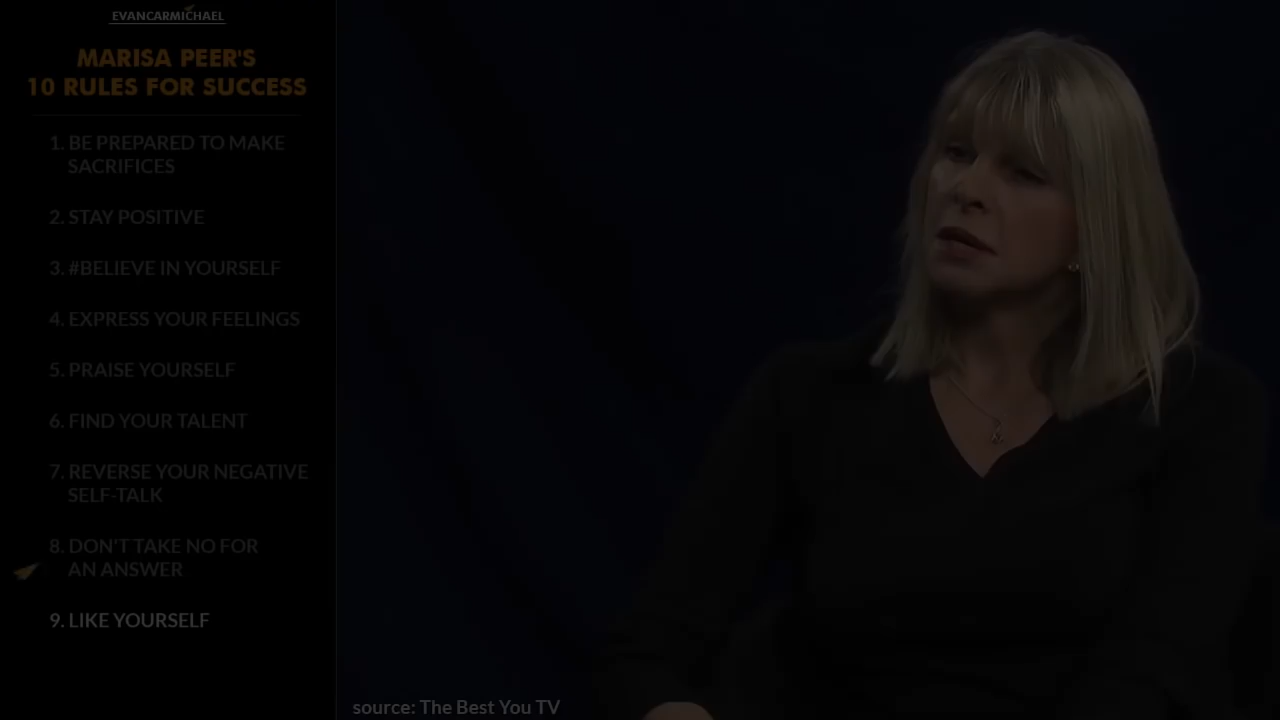 EVANCARMICHAEL
MARISA PEER'S
10 RULES FOR SUCCESS
1. BE PREPARED TO MAKE
SACRIFICES
2. STAY POSITIVE
3. #BELIEVE IN YOURSELF
4. EXPRESS YOUR FEELINGS
5. PRAISE YOURSELF
6. FIND YOUR TALENT
7. REVERSE YOUR NEGATIVE
SELF-TALK
8. DON'T TAKE NO FOR
AN ANSWER
9. LIKE YOURSELF
source: The Best You TV